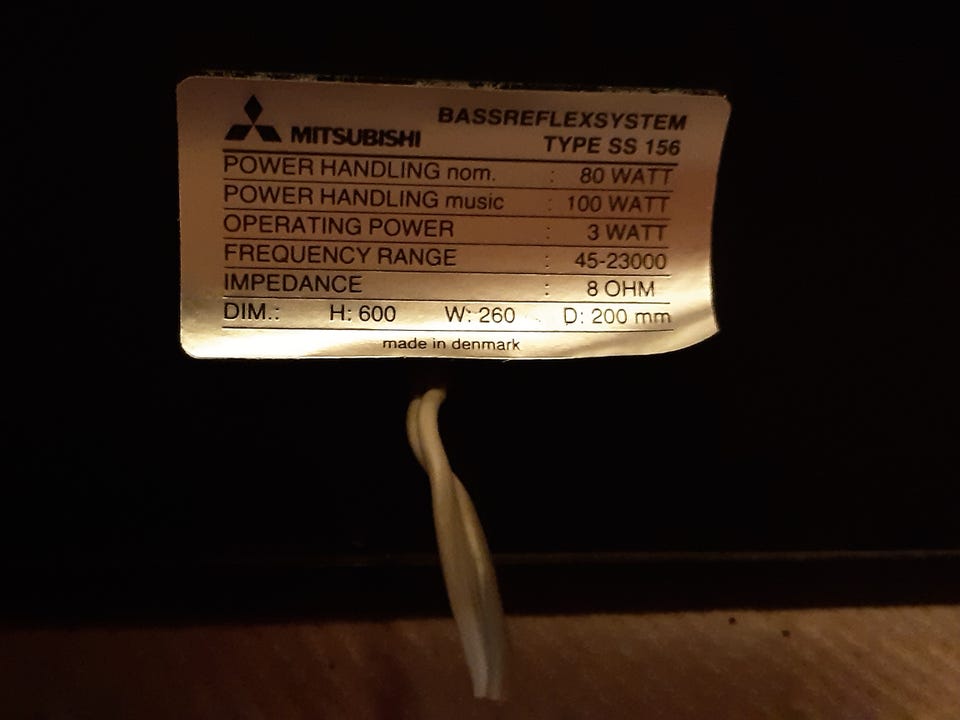 MITSUBISHI
BASSREFLEXSYSTEM
TYPE SS 156
POWER HANDLING nom. : 80 WATT
POWER HANDLING music : 100 WATT
OPERATING POWER : 3 WATT
FREQUENCY RANGE : 45-23000
IMPEDANCE : 8 OHM
DIM.: H: 600 W: 260 D: 200 mm
made in denmark